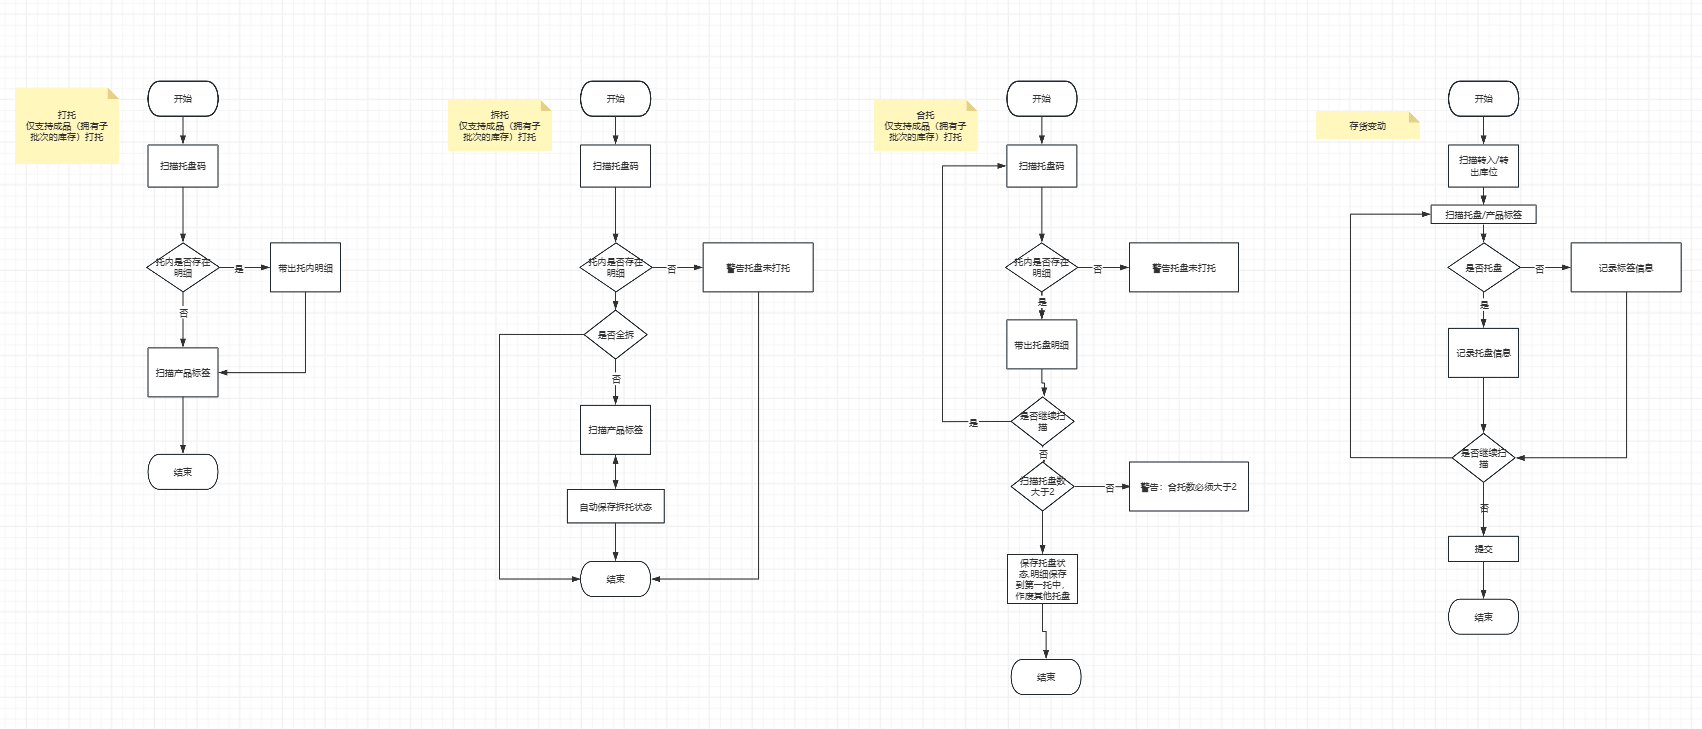 打托
仅支持成品（拥有子
批次的库存）打托
开始
扫描托盘码
托内是否存在
明细
是
带出托内明细
否
扫描产品标签
结束
拆托
仅支持成品（拥有子
批次的库存）打托
开始
扫描托盘码
托内是否存在
明细
否
警告托盘未打托
是否全拆
否
扫描产品标签
自动保存拆托状态
结束
合托
仅支持成品（拥有子
批次的库存）打托
开始
扫描托盘码
托内是否存在
明细
否
警告托盘未打托
是
带出托盘明细
是否继续扫
描
是
否
扫描托盘数
大于2
否
警告：合托数必须大于2
保存托盘状
态,明细保存
到第一托中，
作废其他托盘
结束
存货变动
开始
扫描转入/转
出库位
扫描托盘/产品标签
是否托盘
否
记录标签信息
是
记录托盘信息
是否继续扫
描
否
提交
结束